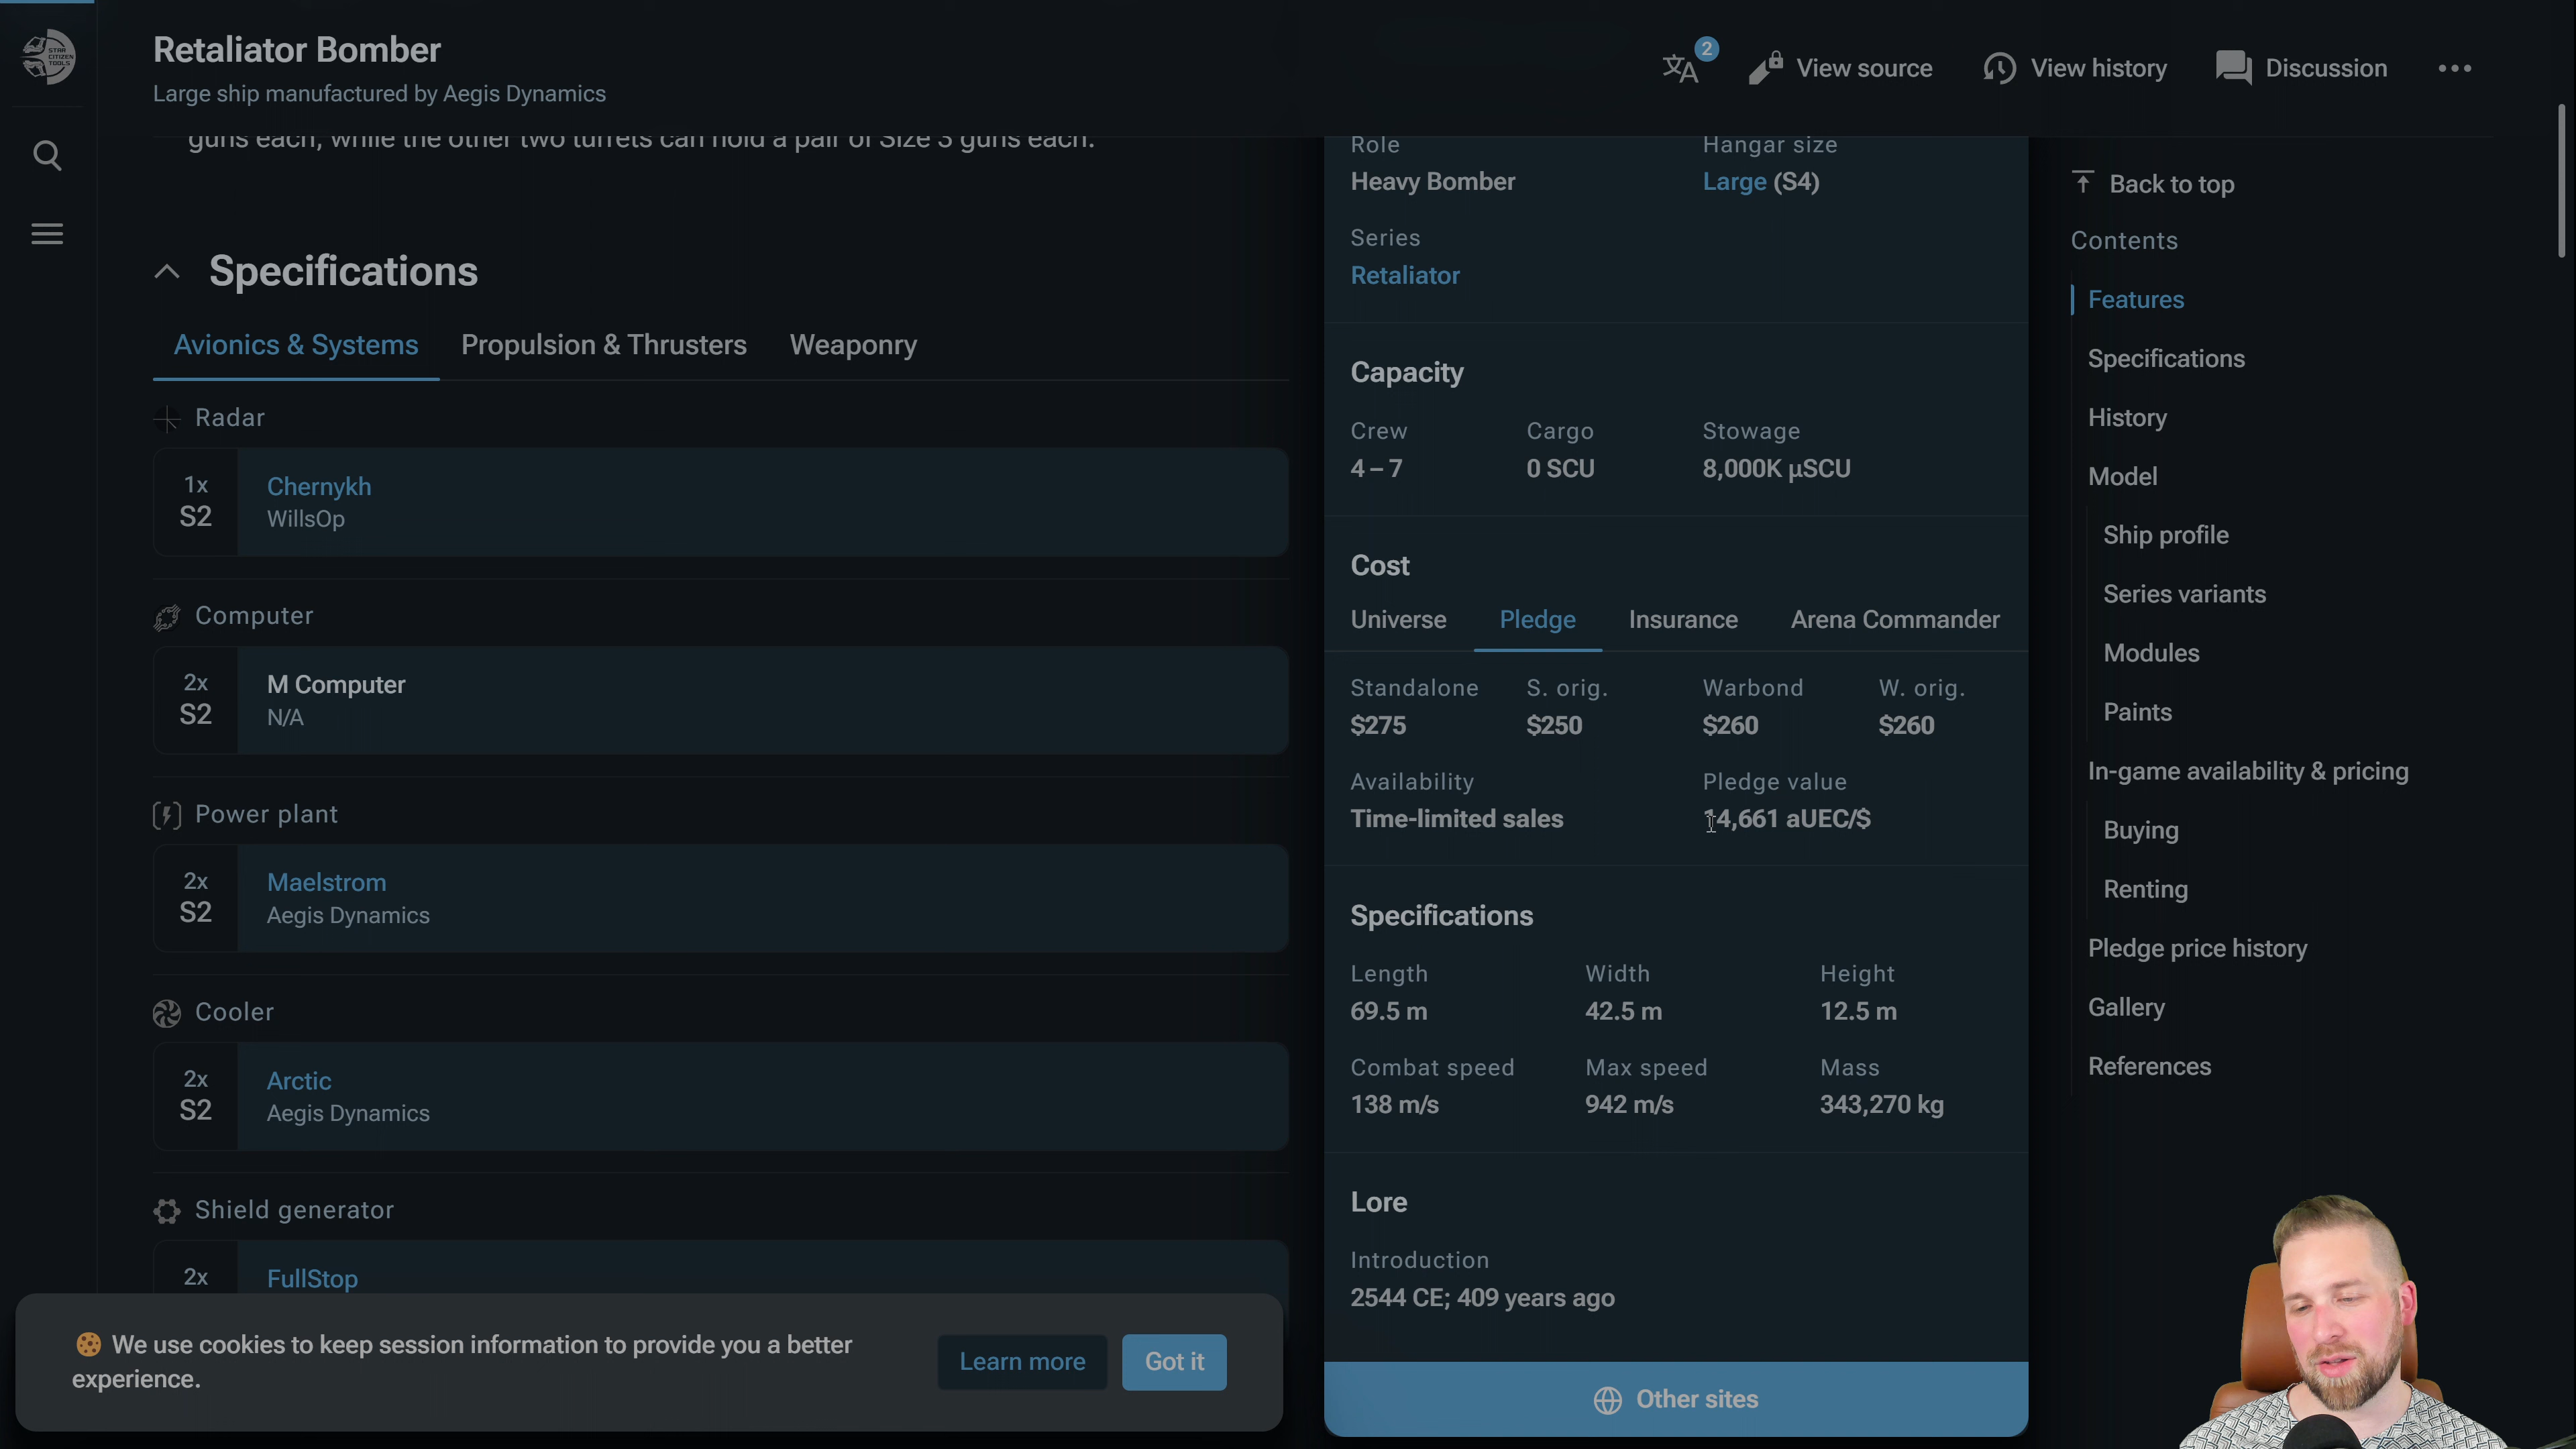 STAR
CITIZEN
TOOLS
Retaliator Bomber
Large ship manufactured by Aegis Dynamics
文A
2
View source
View history
Discussion
guns each, while the other two turrets can hold a pair of Size 3 guns each.
Specifications
Avionics & Systems
Propulsion & Thrusters
Weaponry
Radar
1x
S2
Chernykh
WillsOp
Computer
2x
S2
M Computer
N/A
Power plant
2x
S2
Maelstrom
Aegis Dynamics
Cooler
2x
S2
Arctic
Aegis Dynamics
Shield generator
2x
FullStop
We use cookies to keep session information to provide you a better
experience.
Learn more
Got it
Role
Heavy Bomber
Hangar size
Large (S4)
Series
Retaliator
Capacity
Crew
4 – 7
Cargo
0 SCU
Stowage
8,000K μSCU
Cost
Universe
Pledge
Insurance
Arena Commander
Standalone
$275
S. orig.
$250
Warbond
$260
W. orig.
$260
Availability
Time-limited sales
Pledge value
14,661 aUEC/$
Specifications
Length
69.5 m
Width
42.5 m
Height
12.5 m
Combat speed
138 m/s
Max speed
942 m/s
Mass
343,270 kg
Lore
Introduction
2544 CE; 409 years ago
Other sites
Back to top
Contents
Features
Specifications
History
Model
Ship profile
Series variants
Modules
Paints
In-game availability & pricing
Buying
Renting
Pledge price history
Gallery
References